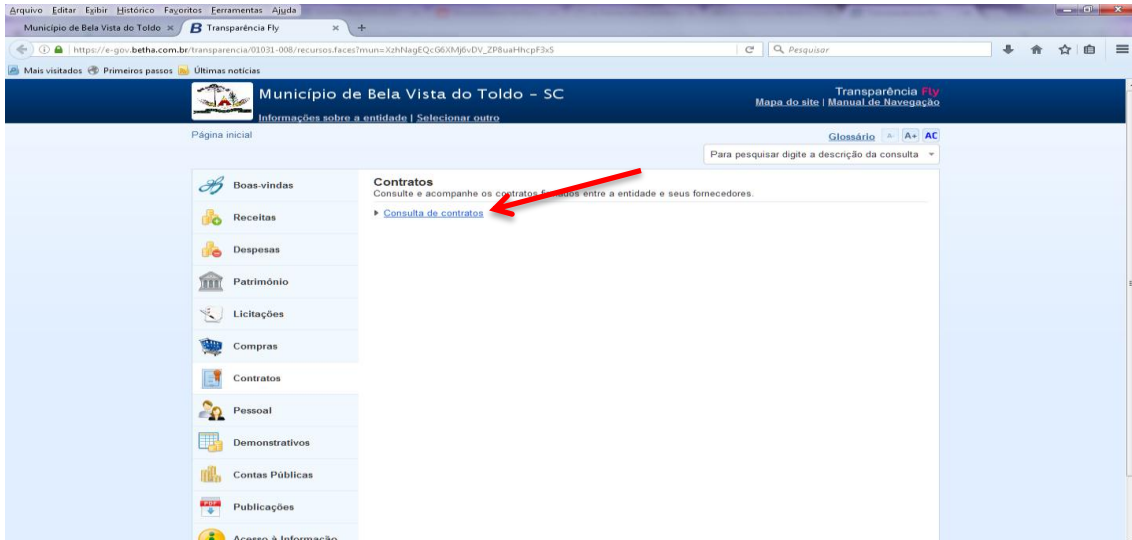 Arquivo Editar Exibir Histórico Favoritos Ferramentas Ajuda
Município de Bela Vista do Toldo × B Transparência Fly × +
https://e-gov.betha.com.br/transparencia/01031-008/recursos.faces?mun=XzhNagEQcG6XMj6vDV_ZP8uaHhcpF3xS Pesquisar
Mais visitados Primeiros passos Últimas notícias
Município de Bela Vista do Toldo - SC
Informações sobre a entidade | Selecionar outro
Transparência Fly
Mapa do site | Manual de Navegação
Página inicial
Glossário A- A+ AC
Para pesquisar digite a descrição da consulta
Boas-vindas
Receitas
Despesas
Patrimônio
Licitações
Compras
Contratos
Pessoal
Demonstrativos
Contas Públicas
PDF
Publicações
Acesso à Informação
Contratos
Consulte e acompanhe os contratos firmados entre a entidade e seus fornecedores.
Consulta de contratos